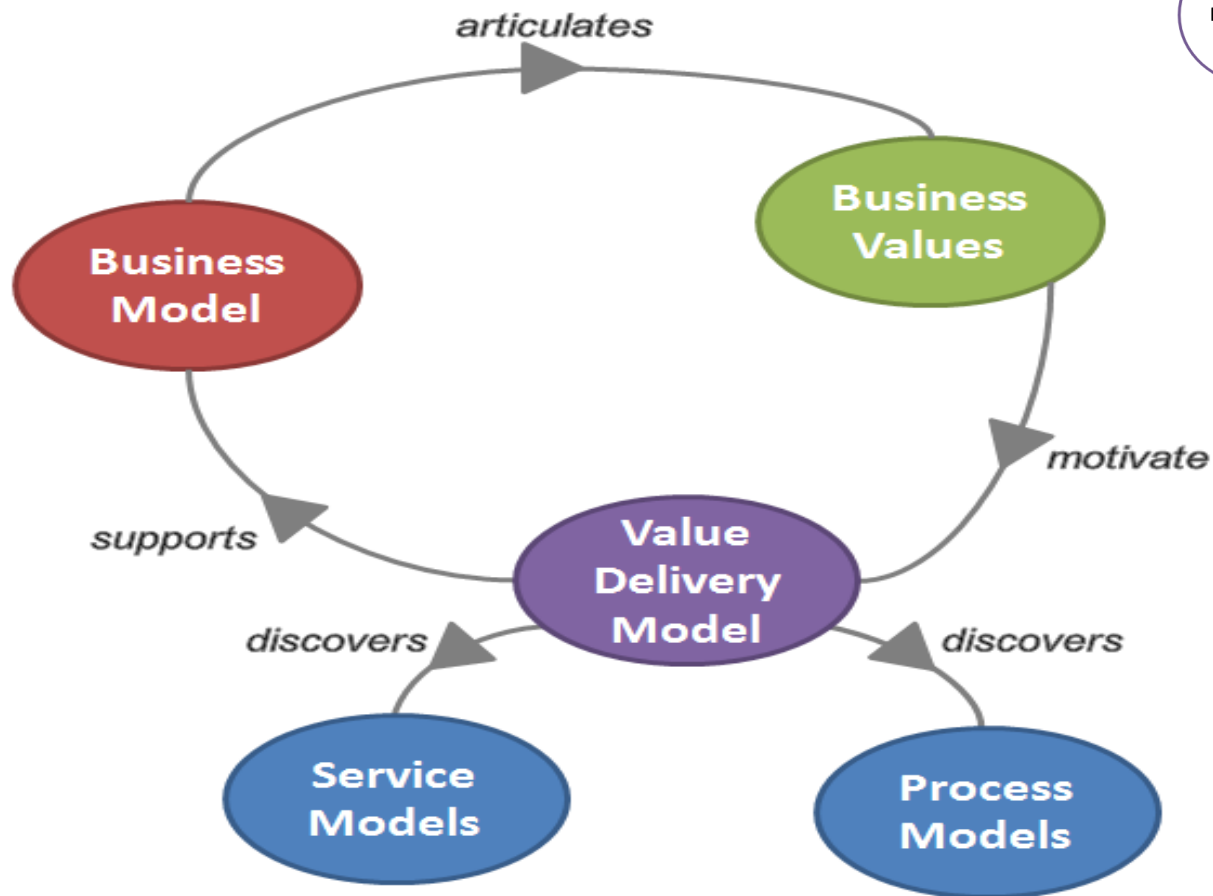 articulates
Business
Values
Business
Model
motivate
supports
Value
Delivery
Model
discovers
discovers
Service
Models
Process
Models